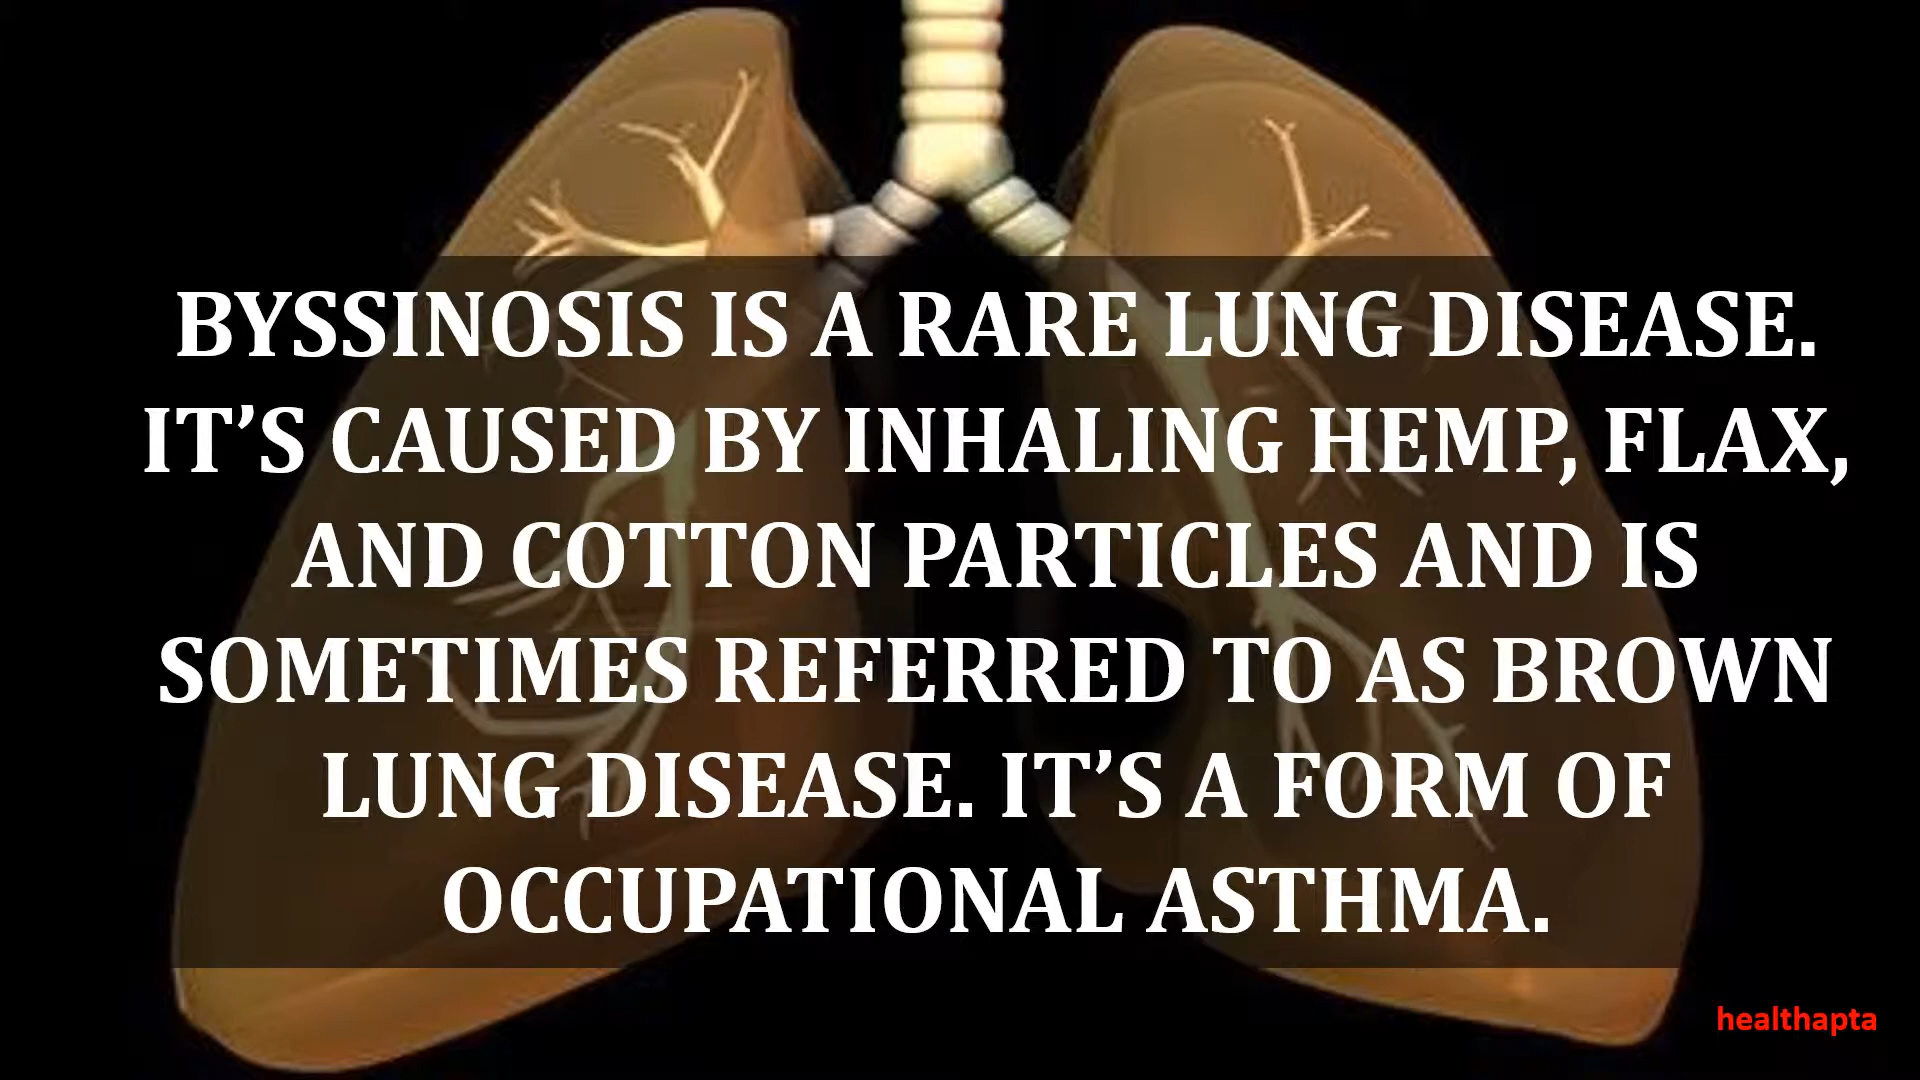 BYSSINOSIS IS A RARE LUNG DISEASE.
IT’S CAUSED BY INHALING HEMP, FLAX,
AND COTTON PARTICLES AND IS
SOMETIMES REFERRED TO AS BROWN
LUNG DISEASE. IT’S A FORM OF
OCCUPATIONAL ASTHMA.
healthapta